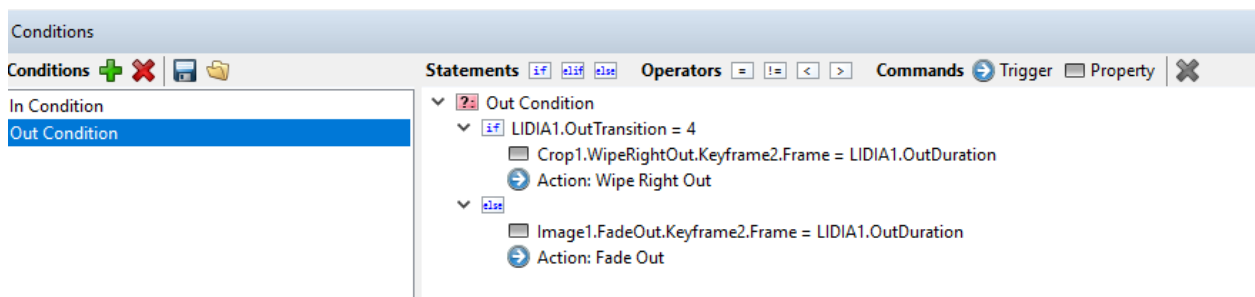 Conditions
Conditions Statements if elif else Operators = != < > Commands Trigger Property
In Condition
Out Condition
?: Out Condition
if LIDIA1.OutTransition = 4
Crop1.WipeRightOut.Keyframe2.Frame = LIDIA1.OutDuration
Action: Wipe Right Out
else
Image1.FadeOut.Keyframe2.Frame = LIDIA1.OutDuration
Action: Fade Out